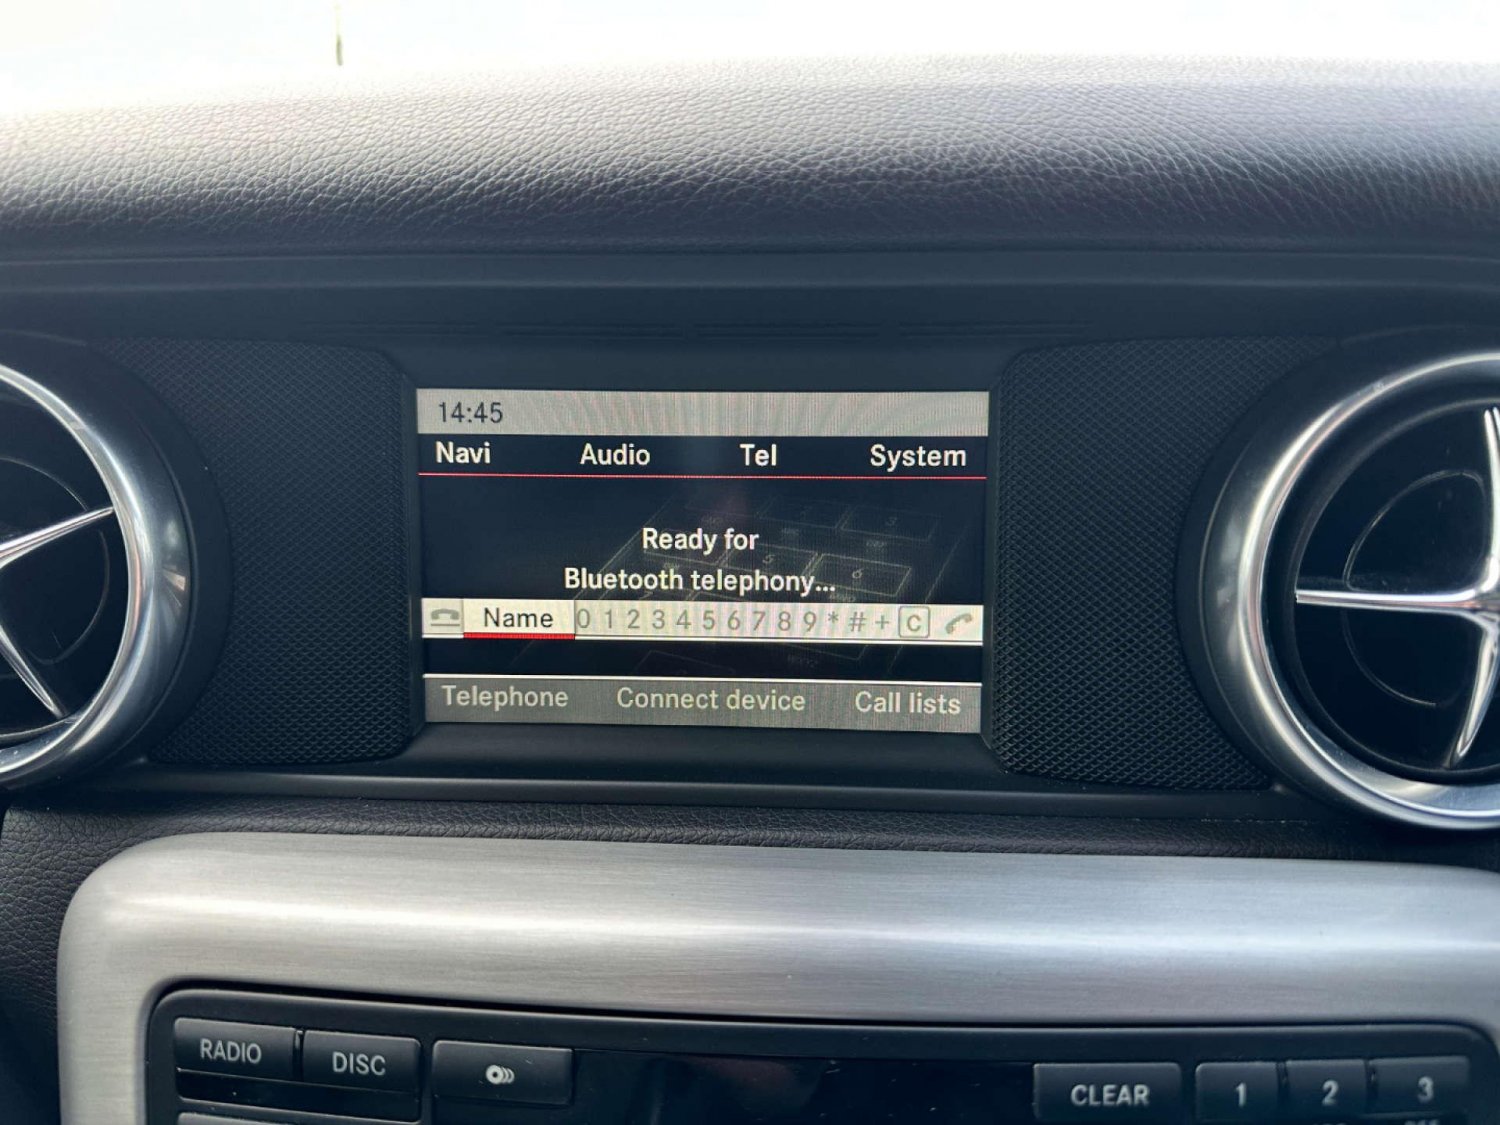 14:45
Navi Audio Tel System
Ready for
Bluetooth telephony...
Name 0 1 2 3 4 5 6 7 8 9 * # + C
Telephone Connect device Call lists
RADIO DISC
CLEAR 1 2 3